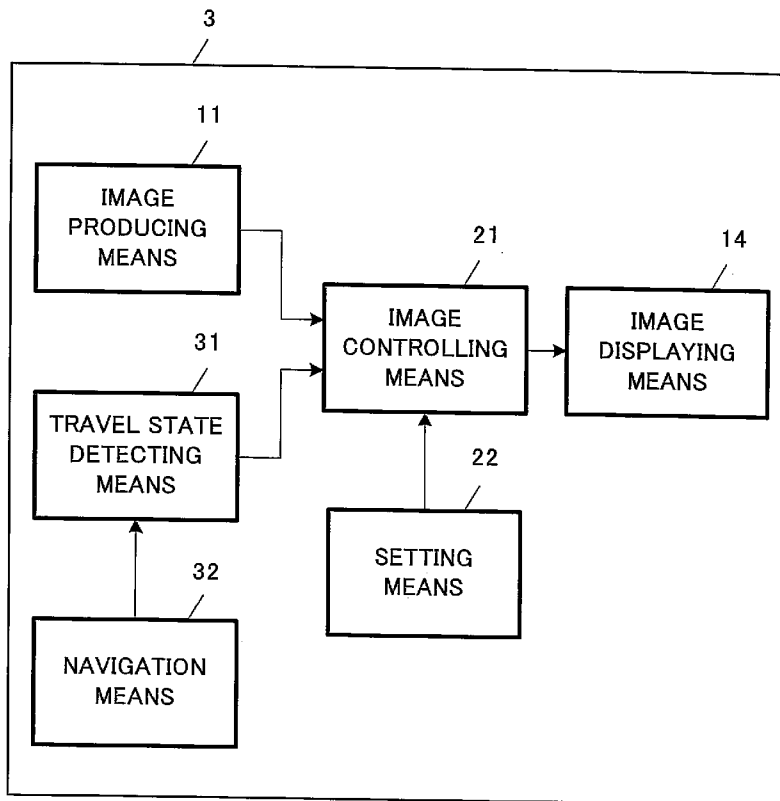 3
11
IMAGE
PRODUCING
MEANS
21
IMAGE
CONTROLLING
MEANS
14
IMAGE
DISPLAYING
MEANS
31
TRAVEL STATE
DETECTING
MEANS
22
SETTING
MEANS
32
NAVIGATION
MEANS